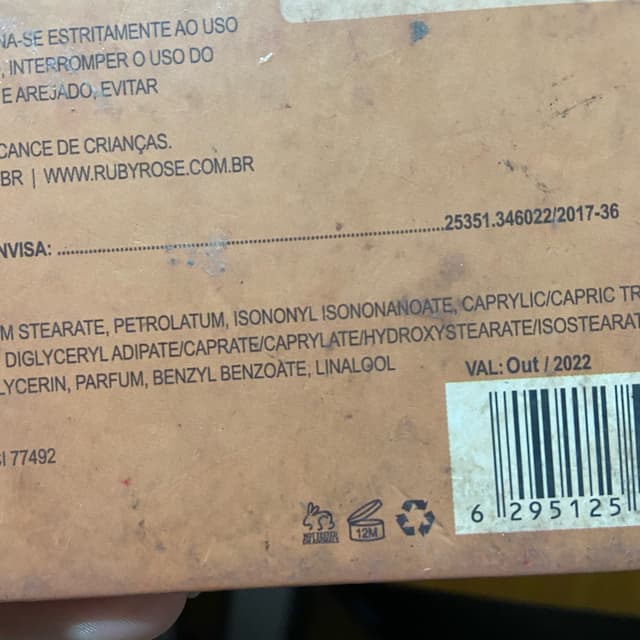 NA-SE ESTRITAMENTE AO USO
, INTERROMPER O USO DO
E AREJADO, EVITAR
CANCE DE CRIANÇAS.
BR | WWW.RUBYROSE.COM.BR
NVISA: ........................25351.346022/2017-36
M STEARATE, PETROLATUM, ISONONYL ISONONANOATE, CAPRYLIC/CAPRIC TR
DIGLYCERYL ADIPATE/CAPRATE/CAPRYLATE/HYDROXYSTEARATE/ISOSTEARAT
LYCERIN, PARFUM, BENZYL BENZOATE, LINALOOL
VAL: Out / 2022
CI 77492
12M
6 295125